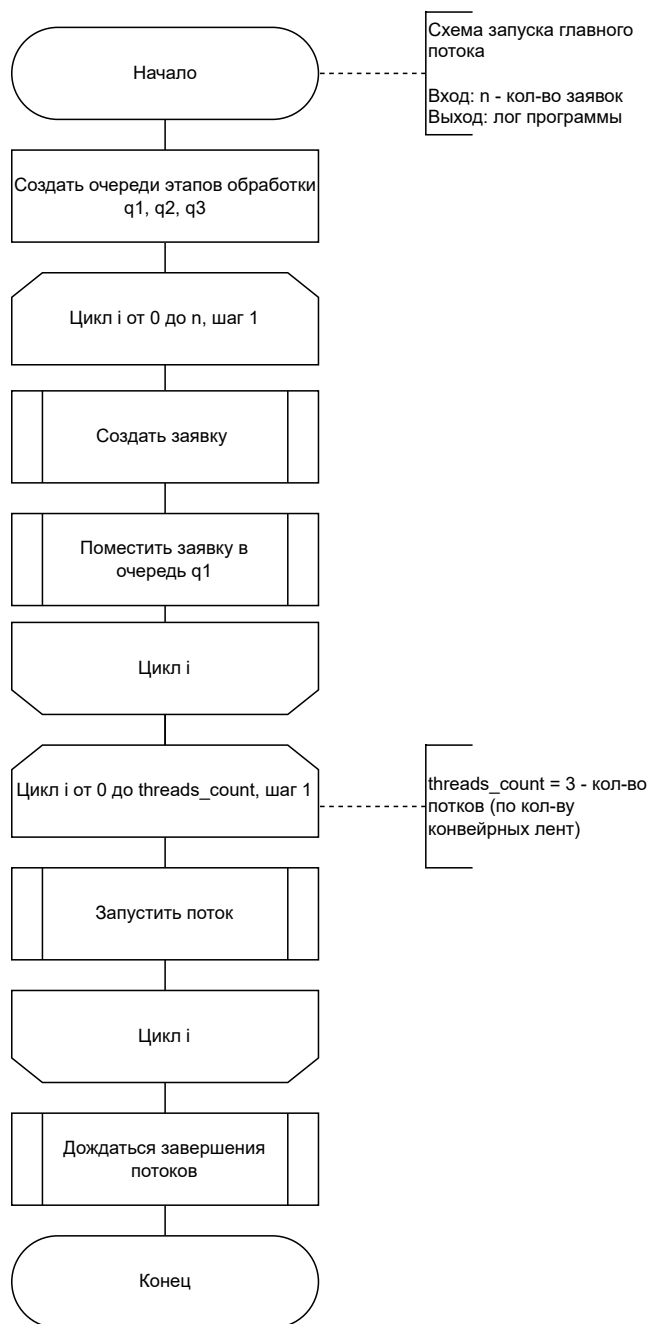 Начало
Схема запуска главного
потока
Вход: n - кол-во заявок
Выход: лог программы
Создать очереди этапов обработки
q1, q2, q3
Цикл i от 0 до n, шаг 1
Создать заявку
Поместить заявку в
очередь q1
Цикл i
Цикл i от 0 до threads_count, шаг 1
threads_count = 3 - кол-во
потков (по кол-ву
конвейрных лент)
Запустить поток
Цикл i
Дождаться завершения
потоков
Конец